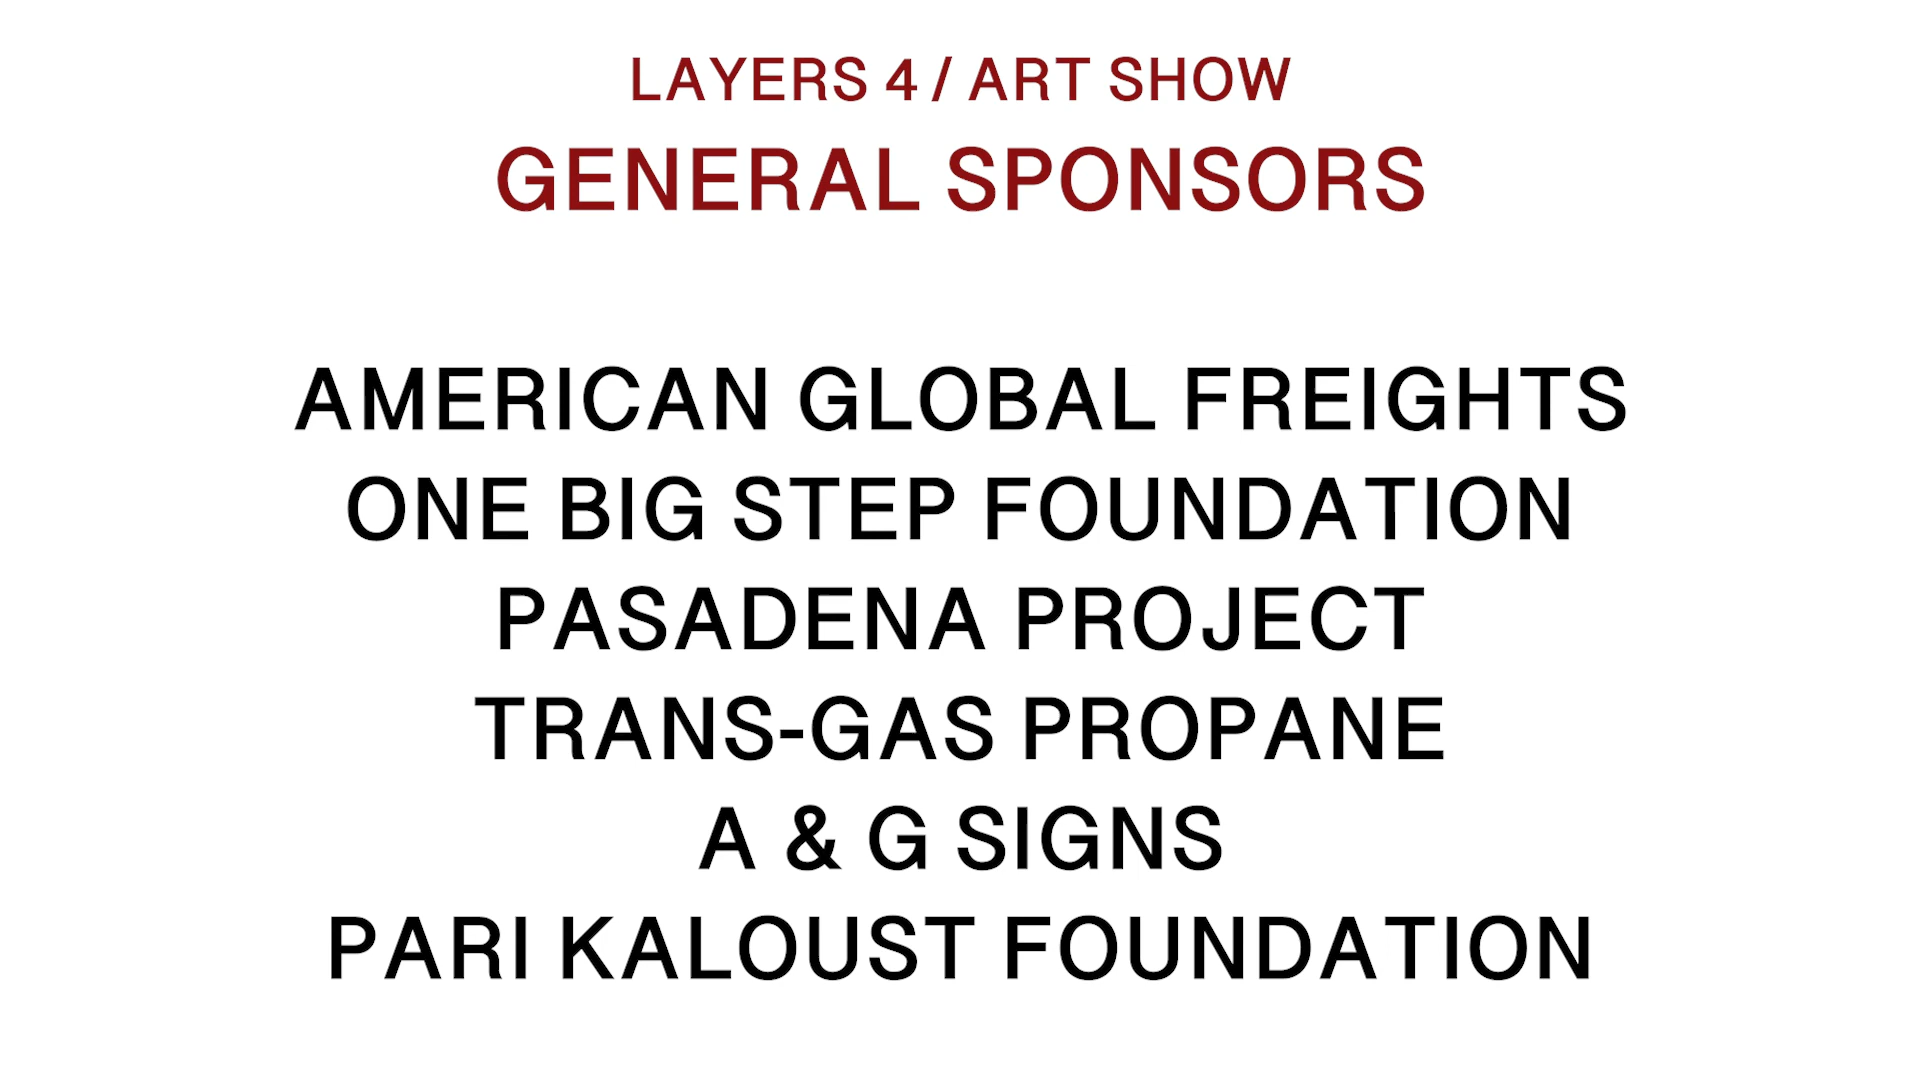 LAYERS 4 / ART SHOW
GENERAL SPONSORS
AMERICAN GLOBAL FREIGHTS
ONE BIG STEP FOUNDATION
PASADENA PROJECT
TRANS-GAS PROPANE
A & G SIGNS
PARI KALOUST FOUNDATION